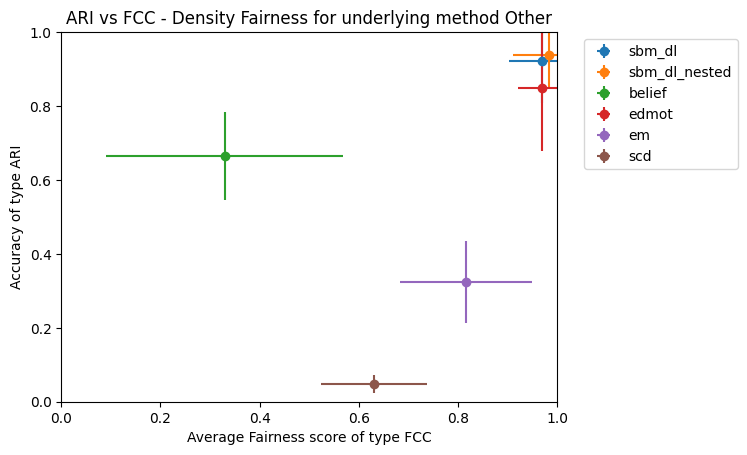 ARI vs FCC - Density Fairness for underlying method Other
1.0
0.8
0.6
0.4
0.2
0.0
Accuracy of type ARI
0.0 0.2 0.4 0.6 0.8 1.0
Average Fairness score of type FCC
sbm_dl
sbm_dl_nested
belief
edmot
em
scd